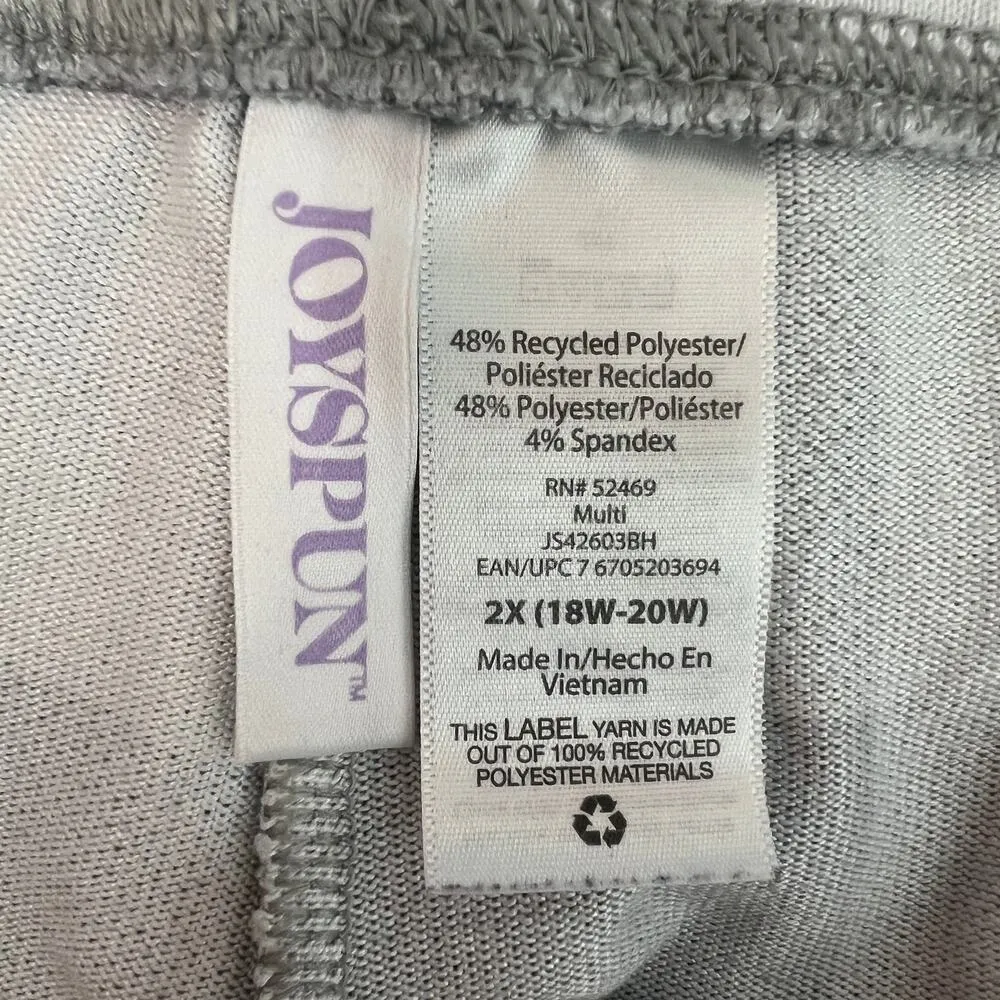 JOYSPUN™
48% Recycled Polyester/
Poliéster Reciclado
48% Polyester/Poliéster
4% Spandex
RN# 52469
Multi
JS42603BH
EAN/UPC 7 6705203694
2X (18W-20W)
Made In/Hecho En
Vietnam
THIS LABEL YARN IS MADE
OUT OF 100% RECYCLED
POLYESTER MATERIALS